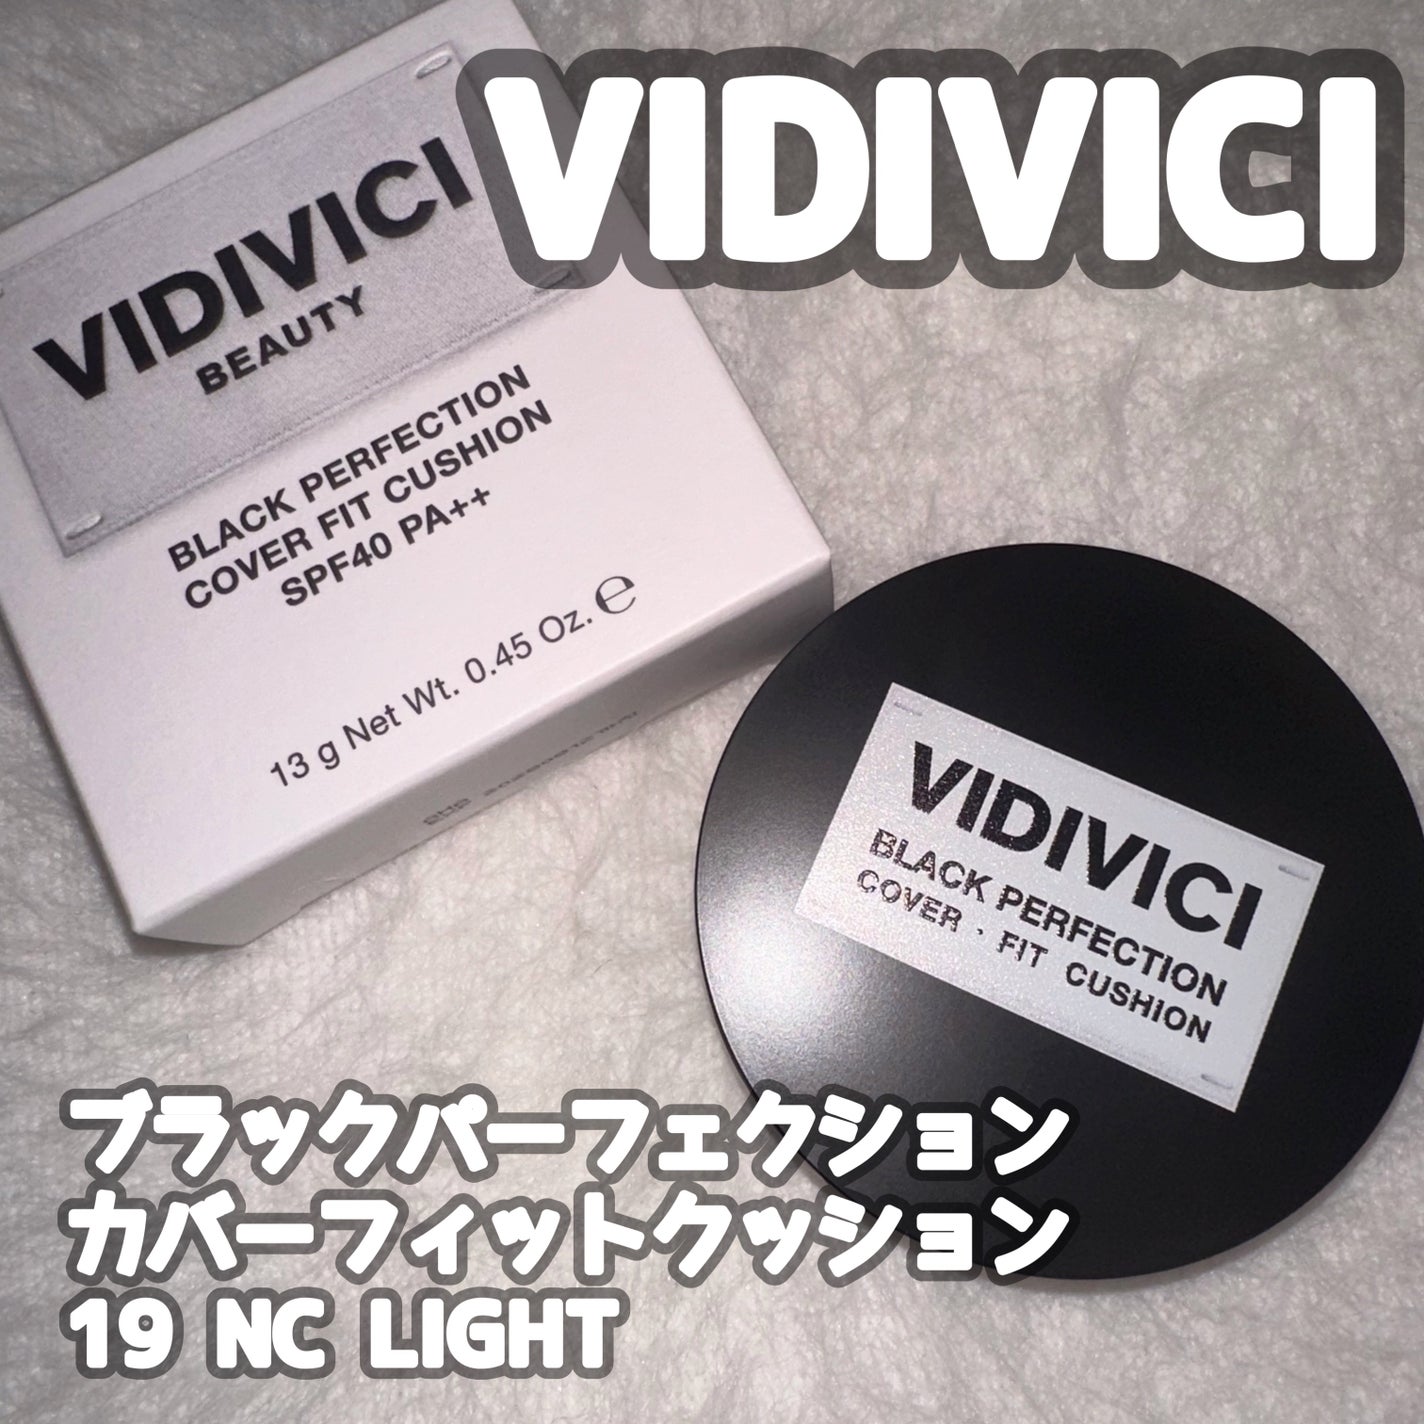 VIDIVICI
VIDIVICI
BEAUTY
BLACK PERFECTION
COVER FIT CUSHION
SPF40 PA++
13 g Net Wt. 0.45 Oz. ℮
VIDIVICI
BLACK PERFECTION
COVER · FIT CUSHION
ブラックパーフェクション
カバーフィットクッション
19 NC LIGHT